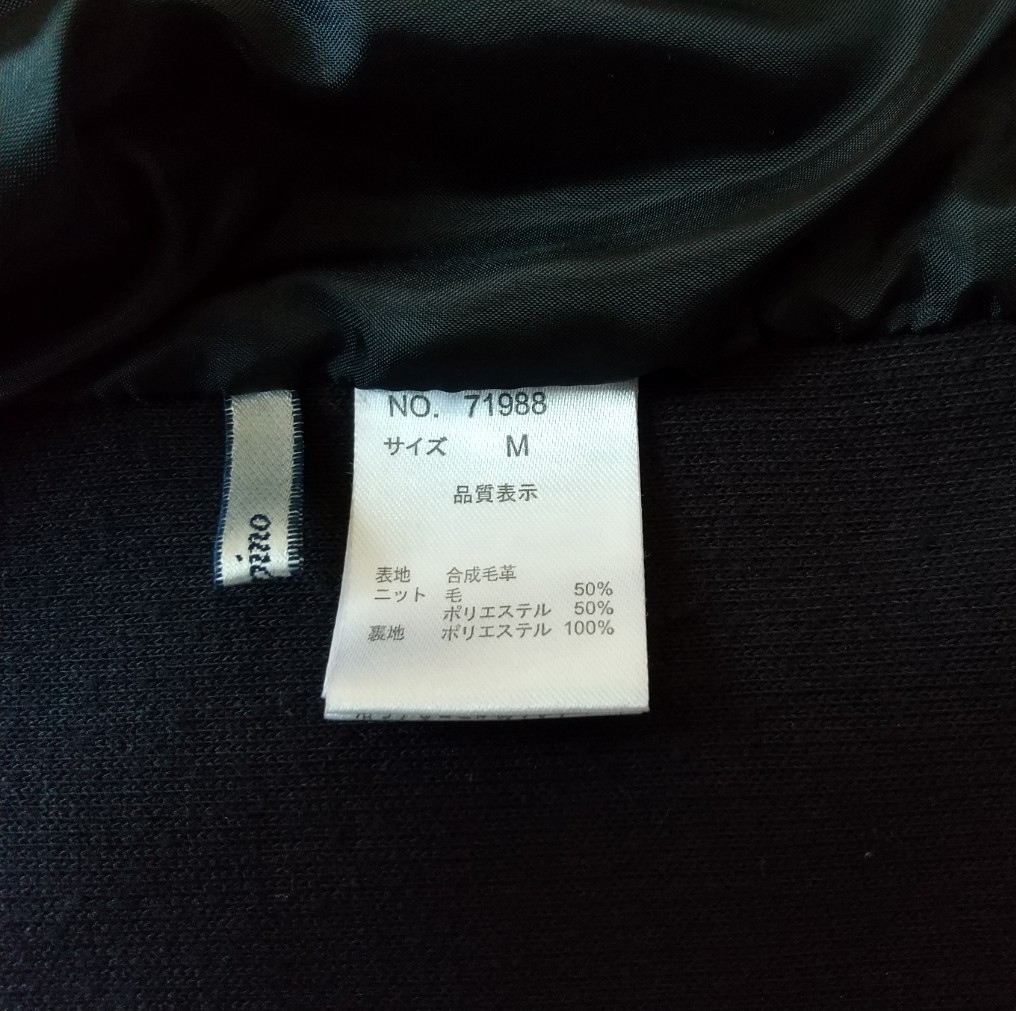 NO. 71988
サイズ M
品質表示
表地 合成毛革
ニット 毛 50%
ポリエステル 50%
裏地 ポリエステル 100%
pino